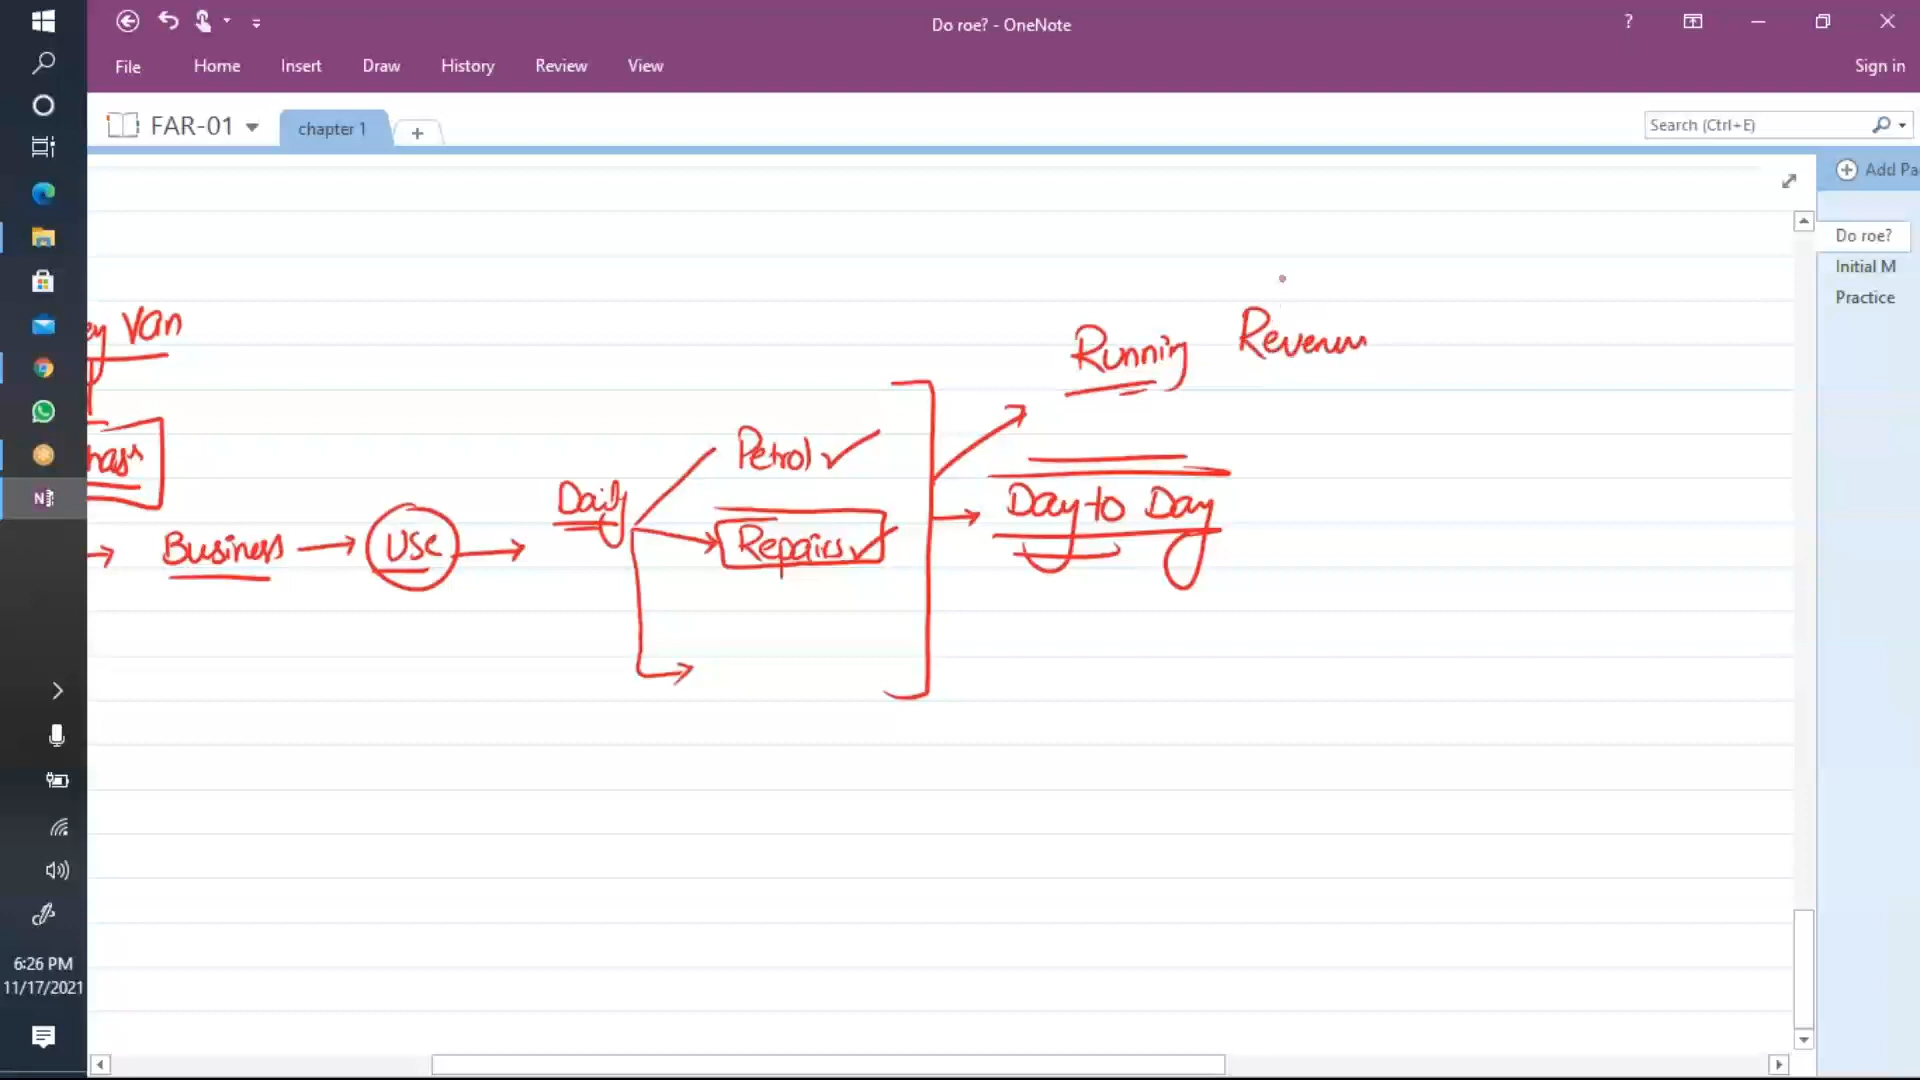 Do roe? - OneNote
?
File Home Insert Draw History Review View
Sign in
FAR-01
chapter 1
+
Search (Ctrl+E)
Add Pa
Do roe?
Initial M
Practice
ey Van
Running
Revenu
Petrol
Daily
Day to Day
Repairs
Business
Use
6:26 PM
11/17/2021